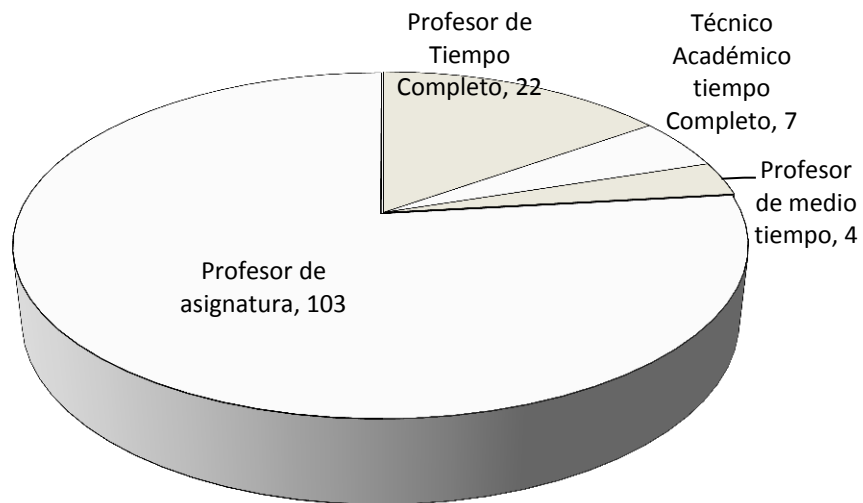 Profesor de
Tiempo
Completo, 22
Técnico
Académico
tiempo
Completo, 7
Profesor
de medio
tiempo, 4
Profesor de
asignatura, 103